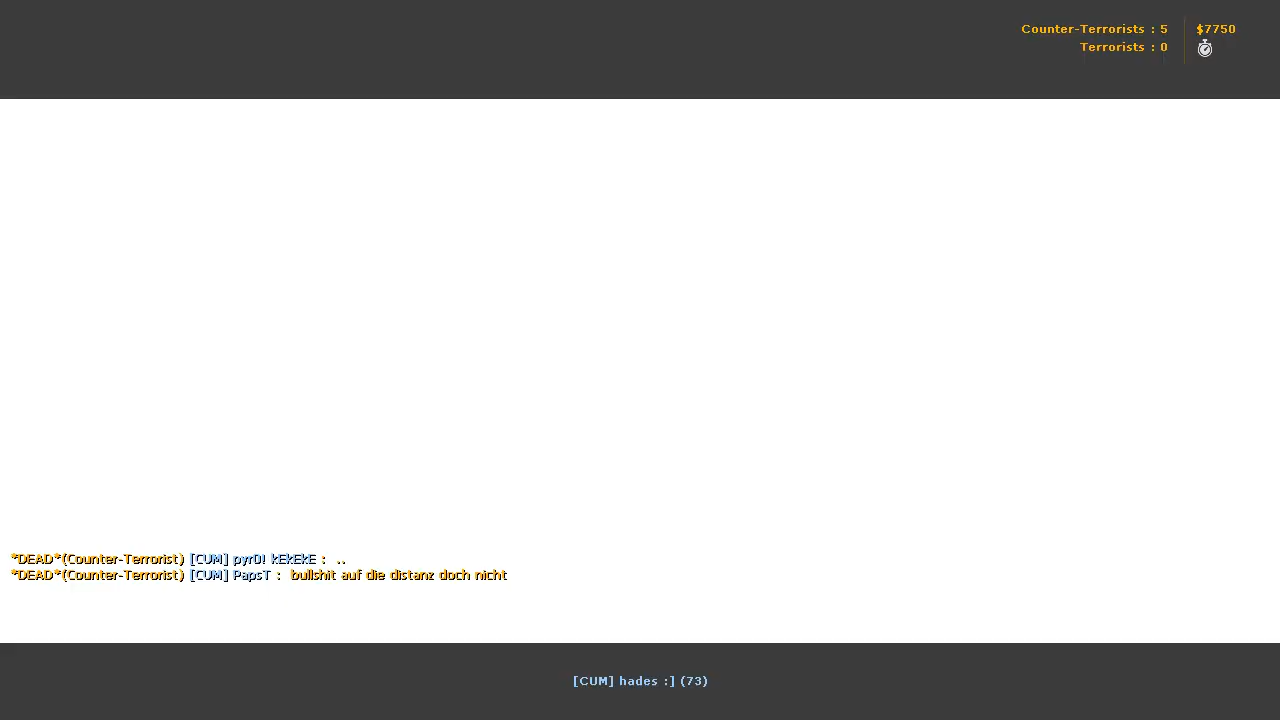 Counter-Terrorists : 5
$7750
Terrorists : 0
*DEAD*(Counter-Terrorist) [CUM] pyr0! kEkEkE :  ..
*DEAD*(Counter-Terrorist) [CUM] PapsT :  bullshit auf die distanz doch nicht
[CUM] hades :] (73)